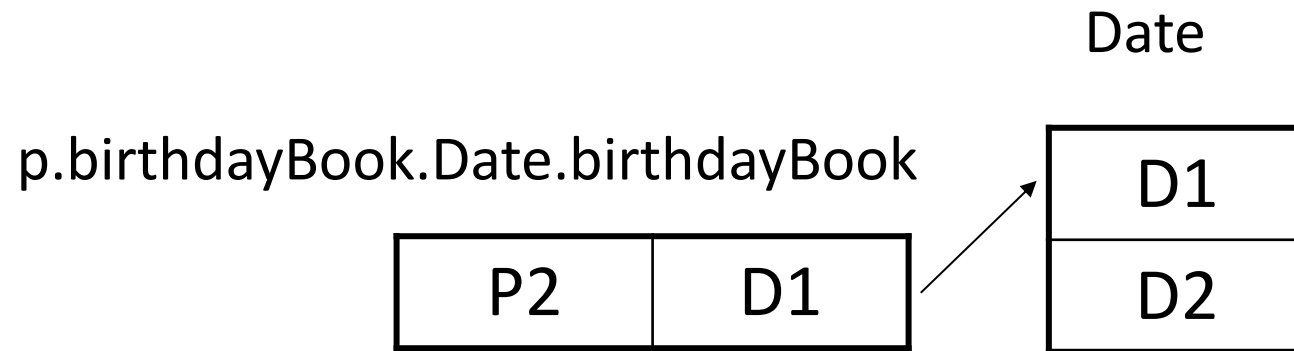 Date
p.birthdayBook.Date.birthdayBook
D1
P2 D1 D2